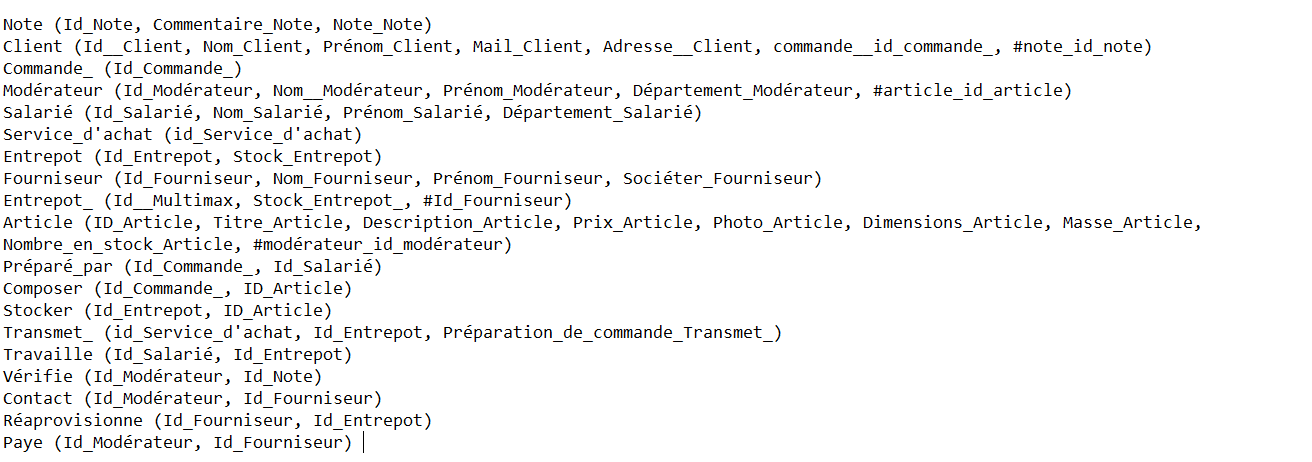 Note (Id_Note, Commentaire_Note, Note_Note)
Client (Id__Client, Nom_Client, Prénom_Client, Mail_Client, Adresse__Client, commande__id_commande_, #note_id_note)
Commande_ (Id_Commande_)
Modérateur (Id_Modérateur, Nom__Modérateur, Prénom_Modérateur, Département_Modérateur, #article_id_article)
Salarié (Id_Salarié, Nom_Salarié, Prénom_Salarié, Département_Salarié)
Service_d'achat (id_Service_d'achat)
Entrepot (Id_Entrepot, Stock_Entrepot)
Fourniseur (Id_Fourniseur, Nom_Fourniseur, Prénom_Fourniseur, Sociéter_Fourniseur)
Entrepot_ (Id__Multimax, Stock_Entrepot_, #Id_Fourniseur)
Article (ID_Article, Titre_Article, Description_Article, Prix_Article, Photo_Article, Dimensions_Article, Masse_Article,
Nombre_en_stock_Article, #modérateur_id_modérateur)
Préparé_par (Id_Commande_, Id_Salarié)
Composer (Id_Commande_, ID_Article)
Stocker (Id_Entrepot, ID_Article)
Transmet_ (id_Service_d'achat, Id_Entrepot, Préparation_de_commande_Transmet_)
Travaille (Id_Salarié, Id_Entrepot)
Vérifie (Id_Modérateur, Id_Note)
Contact (Id_Modérateur, Id_Fourniseur)
Réaprovisionne (Id_Fourniseur, Id_Entrepot)
Paye (Id_Modérateur, Id_Fourniseur)